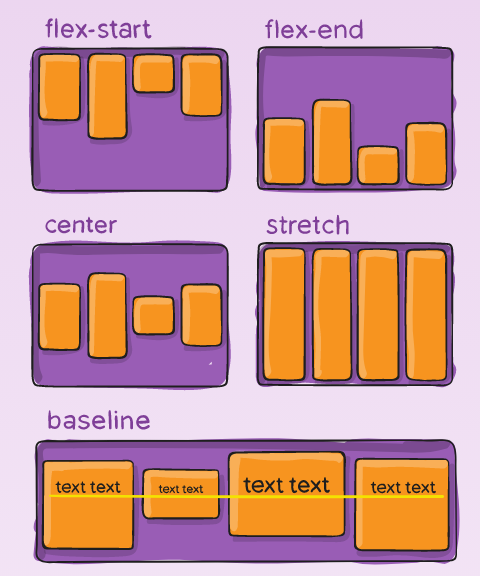 flex-start
flex-end
center
stretch
baseline
text text
text text
text text
text text